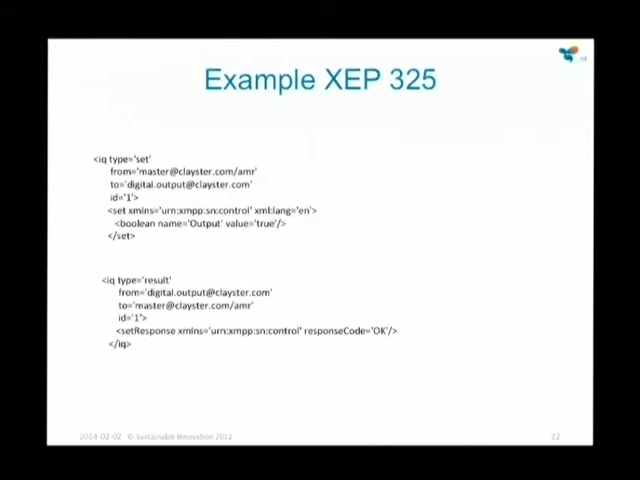 Example XEP 325
<iq type='set'
from='master@clayster.com/amr'
to='digital.output@clayster.com'
id='1'>
<set xmlns='urn:xmpp:sn:control' xml:lang='en'>
<boolean name='Output' value='true'/>
</set>
<iq type='result'
from='digital.output@clayster.com'
to='master@clayster.com/amr'
id='1'>
<setResponse xmlns='urn:xmpp:sn:control' responseCode='OK'/>
</iq>
2014-02-02 © Sustainable Innovation 2012
22